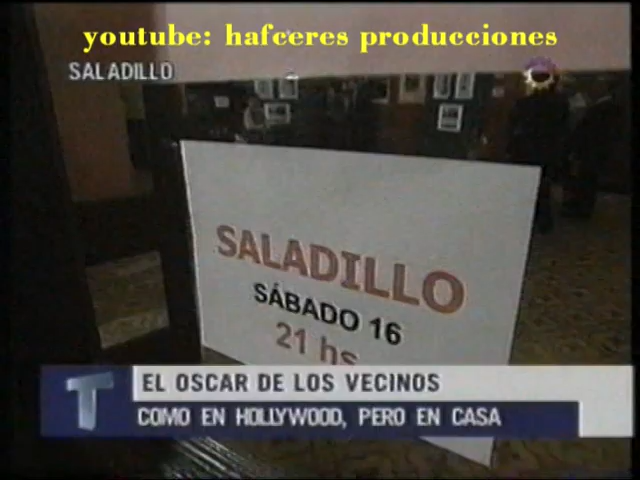 youtube: hafceres producciones
SALADILLO
SALADILLO
SÁBADO 16
21 hs
T
EL OSCAR DE LOS VECINOS
COMO EN HOLLYWOOD, PERO EN CASA